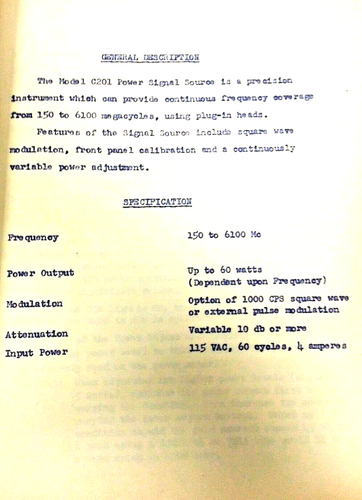 GENERAL DESCRIPTION
The Model C201 Power Signal Source is a precision
instrument which can provide continuous frequency coverage
from 150 to 6100 megacycles, using plug-in heads.
Features of the Signal Source include square wave
modulation, front panel calibration and a continuously
variable power adjustment.
SPECIFICATION
Frequency 150 to 6100 Mc
Power Output Up to 60 watts
(Dependent upon Frequency)
Modulation Option of 1000 CPS square wave
or external pulse modulation
Attenuation Variable 10 db or more
Input Power 115 VAC, 60 cycles, 4 amperes